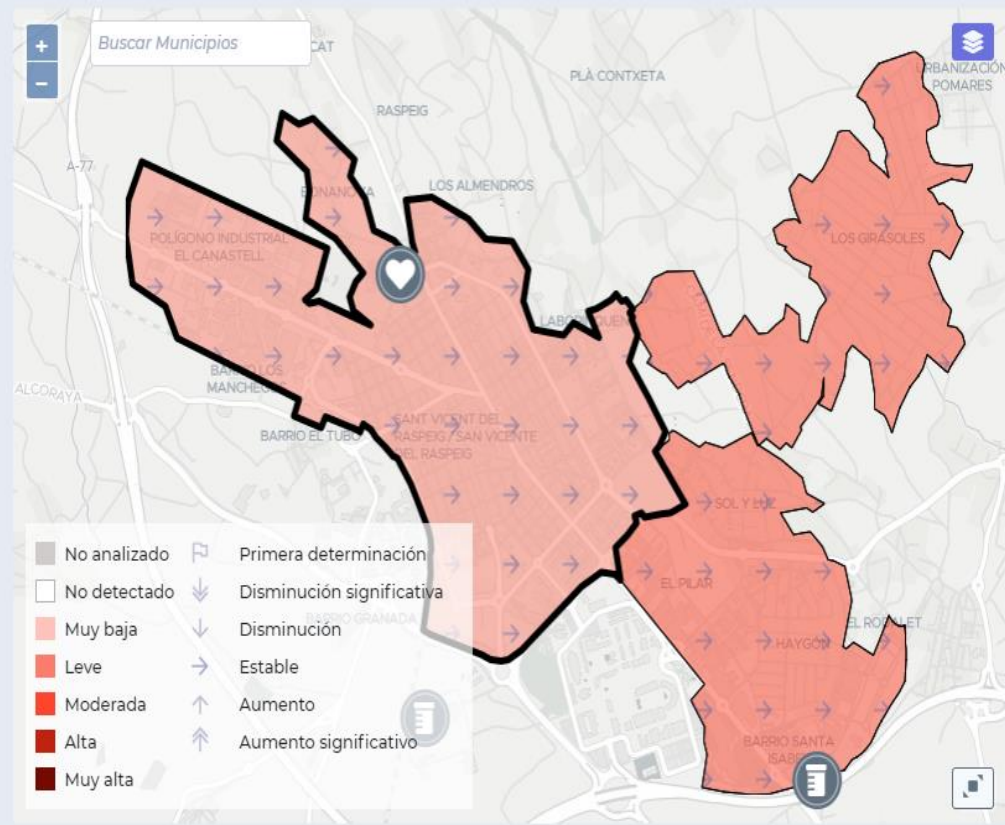 +
−
Buscar Municipios
CAT
PLÀ CONTXETA
URBANIZACIÓN
POMARES
RASPEIG
A-77
BONANOVA
LOS ALMENDROS
POLÍGONO INDUSTRIAL
EL CANASTELL
LOS GIRASOLES
BARRIO LOS
MANCHEGOS
ALCORAYA
BARRIO EL TUBO
SANT VICENT DEL
RASPEIG / SAN VICENTE
DEL RASPEIG
SOL Y LUZ
EL PILAR
BARRIO GRANADA
EL RODALET
HAYGÓN
BARRIO SANTA
ISABEL
No analizado
Primera determinación
No detectado
Disminución significativa
Muy baja
Disminución
Leve
Estable
Moderada
Aumento
Alta
Aumento significativo
Muy alta